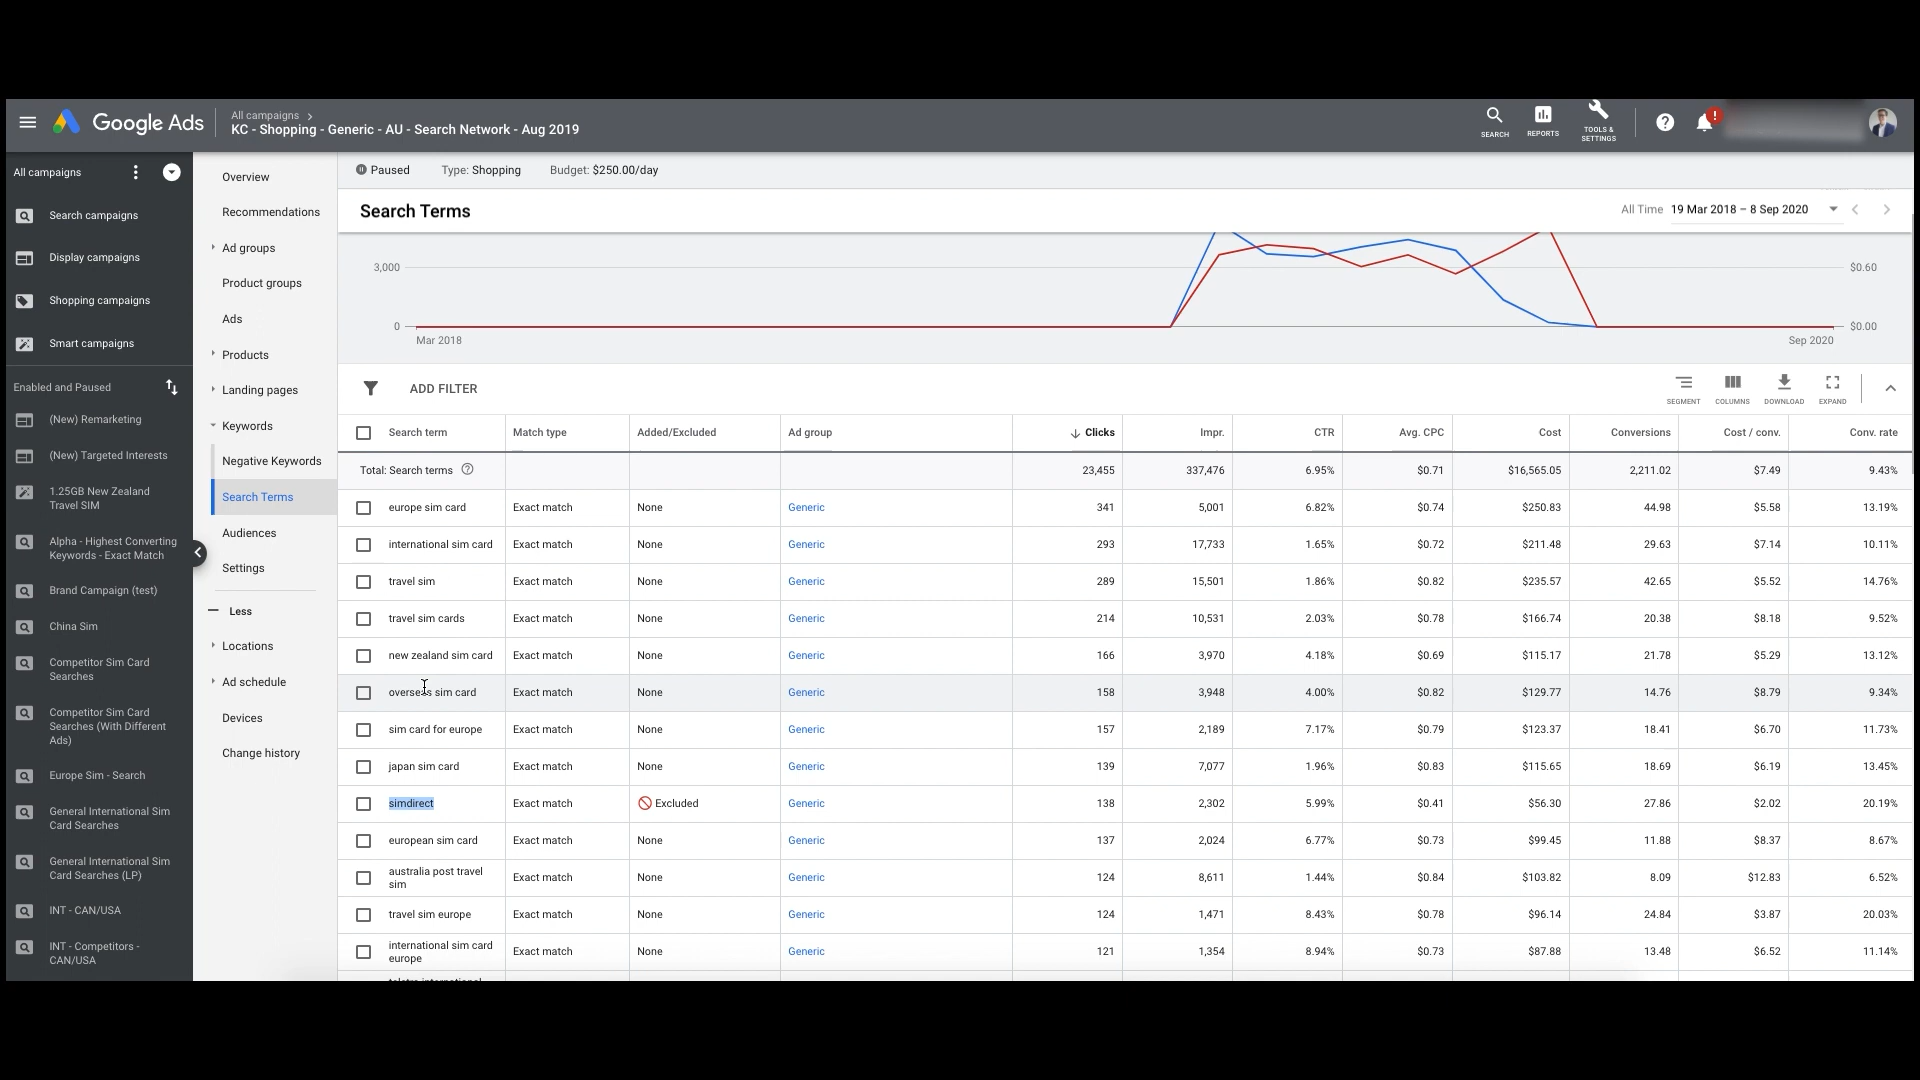 Google Ads
All campaigns
KC - Shopping - Generic - AU - Search Network - Aug 2019
SEARCH
REPORTS
TOOLS &
SETTINGS
!
All campaigns
Search campaigns
Display campaigns
Shopping campaigns
Smart campaigns
Enabled and Paused
(New) Remarketing
(New) Targeted Interests
1.25GB New Zealand
Travel SIM
Alpha - Highest Converting
Keywords - Exact Match
Brand Campaign (test)
China Sim
Competitor Sim Card
Searches
Competitor Sim Card
Searches (With Different
Ads)
Europe Sim - Search
General International Sim
Card Searches
General International Sim
Card Searches (LP)
INT - CAN/USA
INT - Competitors -
CAN/USA
Overview
Recommendations
Ad groups
Product groups
Ads
Products
Landing pages
Keywords
Negative Keywords
Search Terms
Audiences
Settings
Less
Locations
Ad schedule
Devices
Change history
Paused Type: Shopping Budget: $250.00/day
Search Terms
All Time 19 Mar 2018 – 8 Sep 2020
3,000 $0.60
0 $0.00
Mar 2018 Sep 2020
ADD FILTER
SEGMENT COLUMNS DOWNLOAD EXPAND
Search term Match type Added/Excluded Ad group Clicks Impr. CTR Avg. CPC Cost Conversions Cost / conv. Conv. rate
Total: Search terms 23,455 337,476 6.95% $0.71 $16,565.05 2,211.02 $7.49 9.43%
europe sim card Exact match None Generic 341 5,001 6.82% $0.74 $250.83 44.98 $5.58 13.19%
international sim card Exact match None Generic 293 17,733 1.65% $0.72 $211.48 29.63 $7.14 10.11%
travel sim Exact match None Generic 289 15,501 1.86% $0.82 $235.57 42.65 $5.52 14.76%
travel sim cards Exact match None Generic 214 10,531 2.03% $0.78 $166.74 20.38 $8.18 9.52%
new zealand sim card Exact match None Generic 166 3,970 4.18% $0.69 $115.17 21.78 $5.29 13.12%
overseas sim card Exact match None Generic 158 3,948 4.00% $0.82 $129.77 14.76 $8.79 9.34%
sim card for europe Exact match None Generic 157 2,189 7.17% $0.79 $123.37 18.41 $6.70 11.73%
japan sim card Exact match None Generic 139 7,077 1.96% $0.83 $115.65 18.69 $6.19 13.45%
simdirect Exact match Excluded Generic 138 2,302 5.99% $0.41 $56.30 27.86 $2.02 20.19%
european sim card Exact match None Generic 137 2,024 6.77% $0.73 $99.45 11.88 $8.37 8.67%
australia post travel
sim Exact match None Generic 124 8,611 1.44% $0.84 $103.82 8.09 $12.83 6.52%
travel sim europe Exact match None Generic 124 1,471 8.43% $0.78 $96.14 24.84 $3.87 20.03%
international sim card
europe Exact match None Generic 121 1,354 8.94% $0.73 $87.88 13.48 $6.52 11.14%